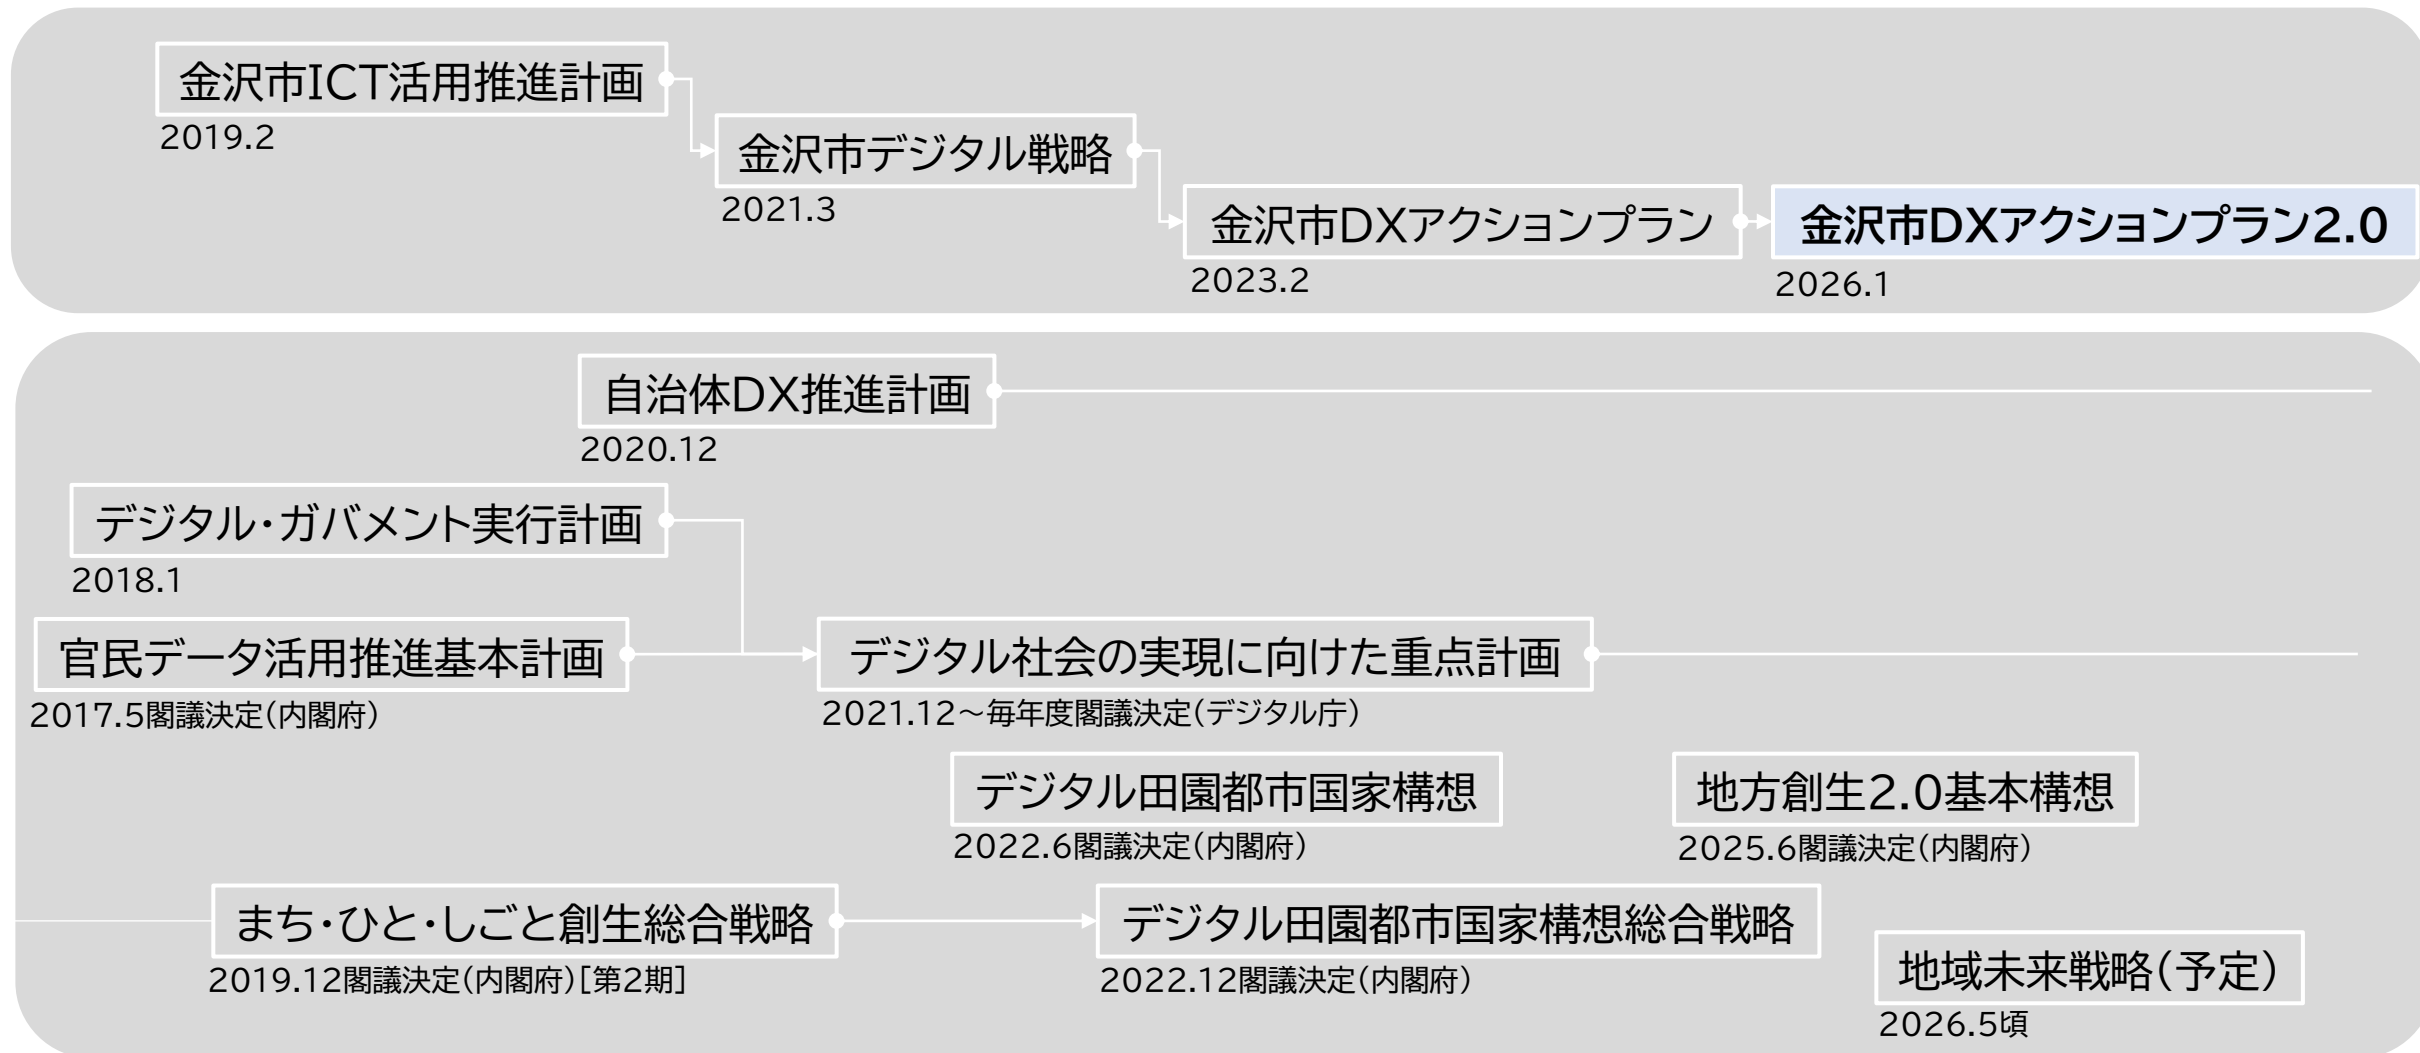 金沢市ICT活用推進計画
2019.2
金沢市デジタル戦略
2021.3
金沢市DXアクションプラン
2023.2
金沢市DXアクションプラン2.0
2026.1
自治体DX推進計画
2020.12
デジタル・ガバメント実行計画
2018.1
官民データ活用推進基本計画
2017.5閣議決定(内閣府)
デジタル社会の実現に向けた重点計画
2021.12～毎年度閣議決定(デジタル庁)
デジタル田園都市国家構想
2022.6閣議決定(内閣府)
地方創生2.0基本構想
2025.6閣議決定(内閣府)
まち・ひと・しごと創生総合戦略
2019.12閣議決定(内閣府)[第2期]
デジタル田園都市国家構想総合戦略
2022.12閣議決定(内閣府)
地域未来戦略(予定)
2026.5頃